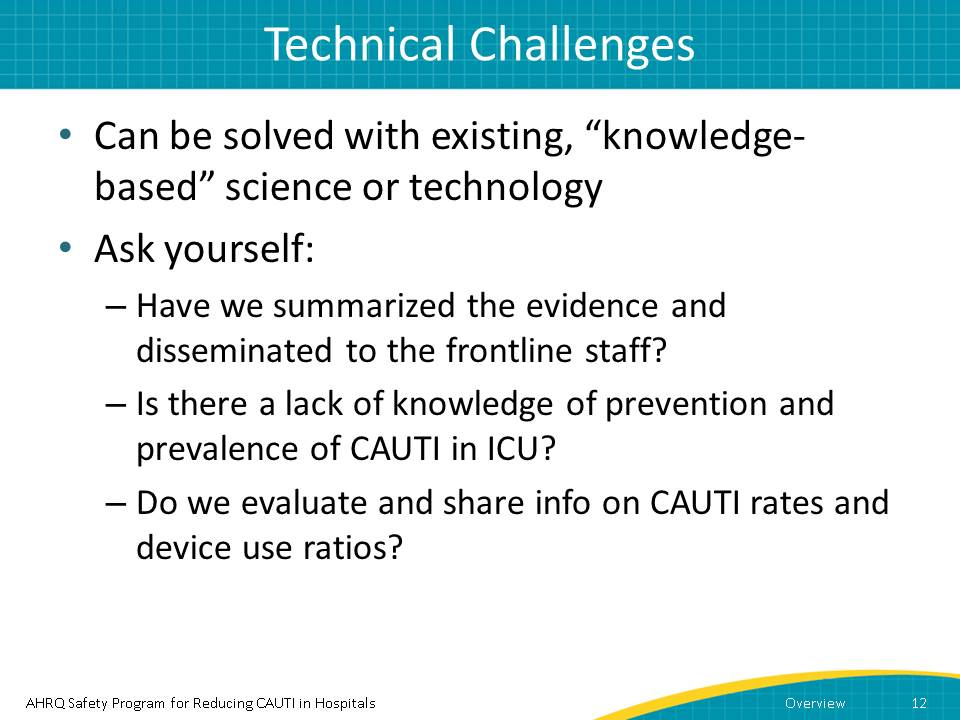 Technical Challenges
• Can be solved with existing, “knowledge-
based” science or technology
• Ask yourself:
– Have we summarized the evidence and
disseminated to the frontline staff?
– Is there a lack of knowledge of prevention and
prevalence of CAUTI in ICU?
– Do we evaluate and share info on CAUTI rates and
device use ratios?
AHRQ Safety Program for Reducing CAUTI in Hospitals
Overview
12